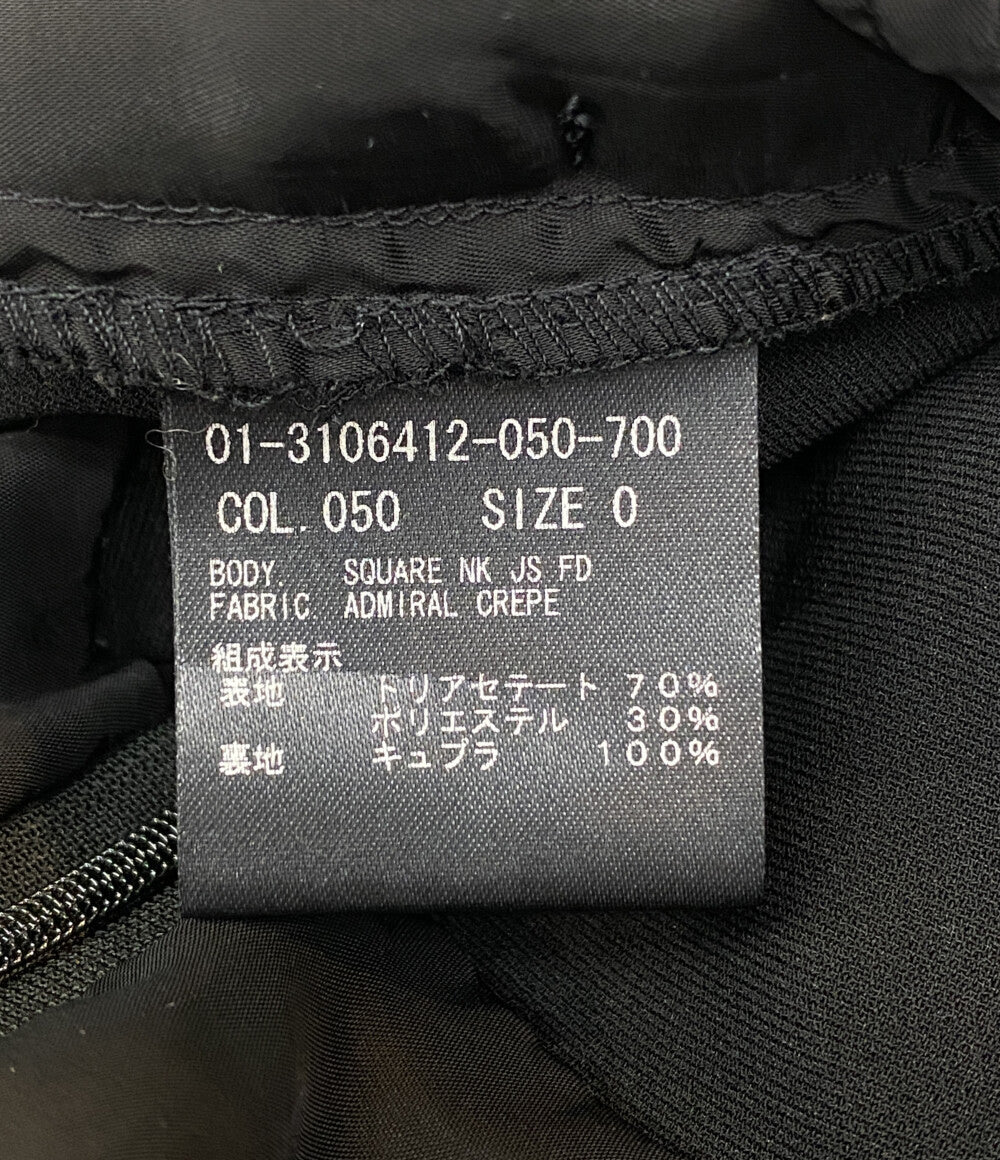 01-3106412-050-700
COL. 050 SIZE 0
BODY. SQUARE NK JS FD
FABRIC ADMIRAL CREPE
組成表示
表地 トリアセテート 70%
ポリエステル 30%
裏地 キュプラ 100%